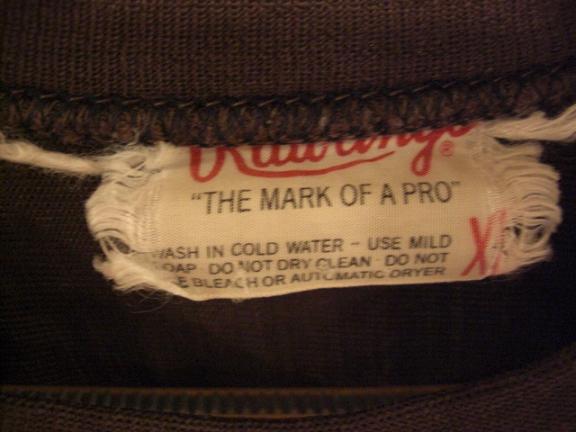 Rawlings®
"THE MARK OF A PRO"
WASH IN COLD WATER - USE MILD
SOAP DO NOT DRY CLEAN DO NOT
BLEACH OR AUTOMATIC DRYER